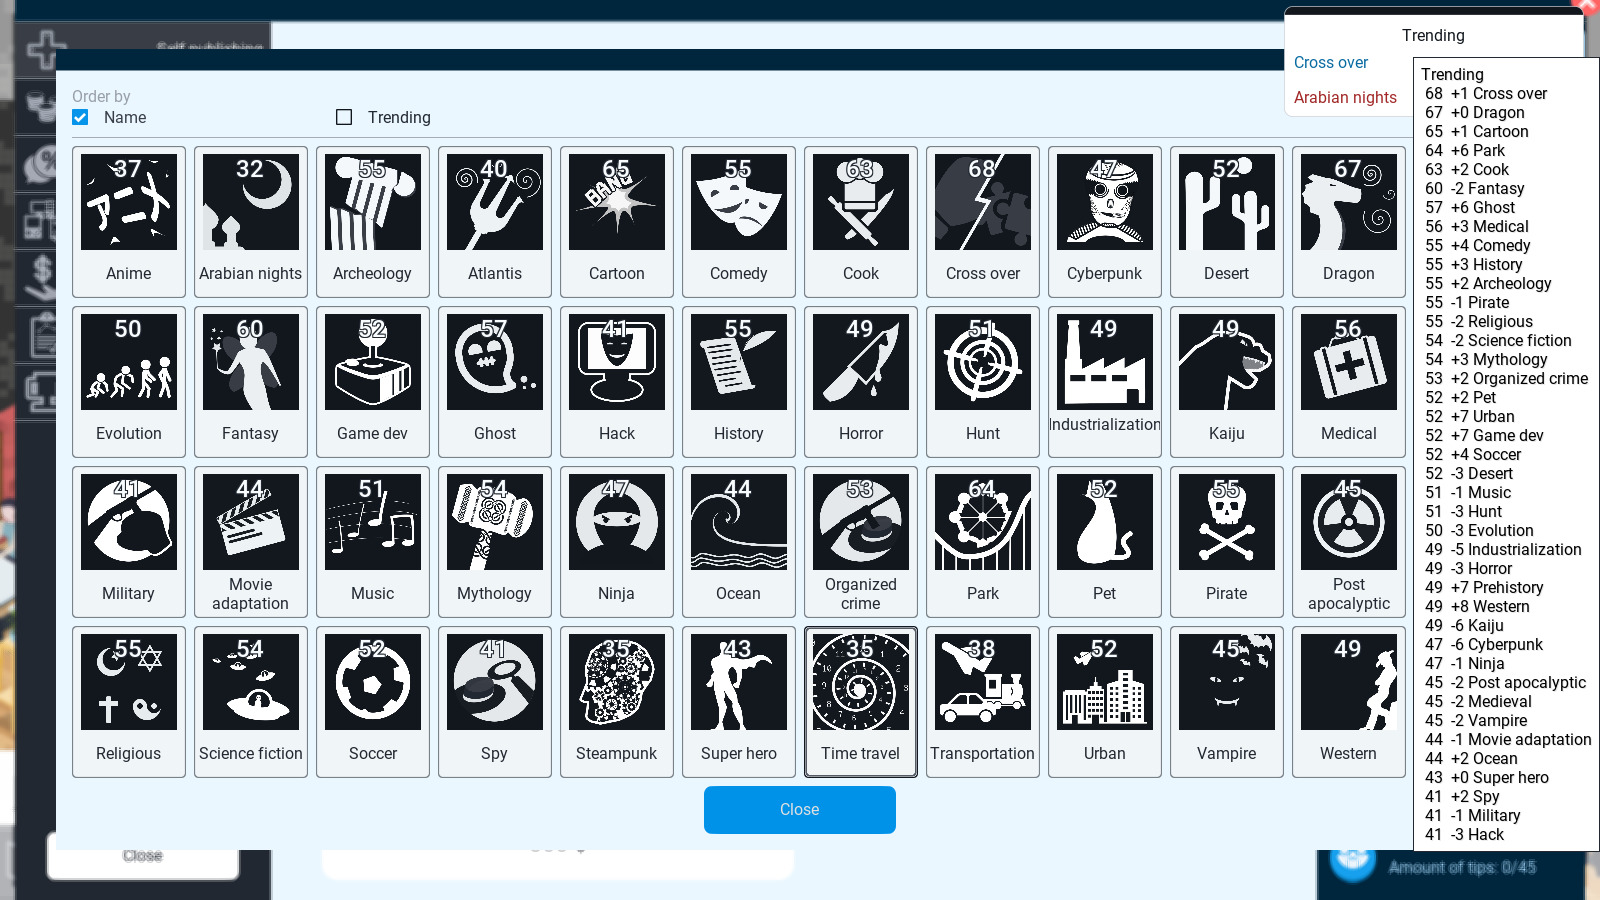 Self publishing
Trending
Cross over
Arabian nights
Order by
Name
Trending
37
32
55
40
65
55
63
68
47
52
67
アニメ
BANG
Anime
Arabian nights
Archeology
Atlantis
Cartoon
Comedy
Cook
Cross over
Cyberpunk
Desert
Dragon
50
60
52
57
41
55
49
51
49
49
56
Evolution
Fantasy
Game dev
Ghost
Hack
History
Horror
Hunt
Industrialization
Kaiju
Medical
41
44
51
54
47
44
53
64
52
55
45
Military
Movie
adaptation
Music
Mythology
Ninja
Ocean
Organized
crime
Park
Pet
Pirate
Post
apocalyptic
55
54
52
41
35
43
35
38
52
45
49
Religious
Science fiction
Soccer
Spy
Steampunk
Super hero
Time travel
Transportation
Urban
Vampire
Western
Close
Trending
68 +1 Cross over
67 +0 Dragon
65 +1 Cartoon
64 +6 Park
63 +2 Cook
60 -2 Fantasy
57 +6 Ghost
56 +3 Medical
55 +4 Comedy
55 +3 History
55 +2 Archeology
55 -1 Pirate
55 -2 Religious
54 -2 Science fiction
54 +3 Mythology
53 +2 Organized crime
52 +2 Pet
52 +7 Urban
52 +7 Game dev
52 +4 Soccer
52 -3 Desert
51 -1 Music
51 -3 Hunt
50 -3 Evolution
49 -5 Industrialization
49 -3 Horror
49 +7 Prehistory
49 +8 Western
49 -6 Kaiju
47 -6 Cyberpunk
47 -1 Ninja
45 -2 Post apocalyptic
45 -2 Medieval
45 -2 Vampire
44 -1 Movie adaptation
44 +2 Ocean
43 +0 Super hero
41 +2 Spy
41 -1 Military
41 -3 Hack
Close
Amount of tips: 0/45